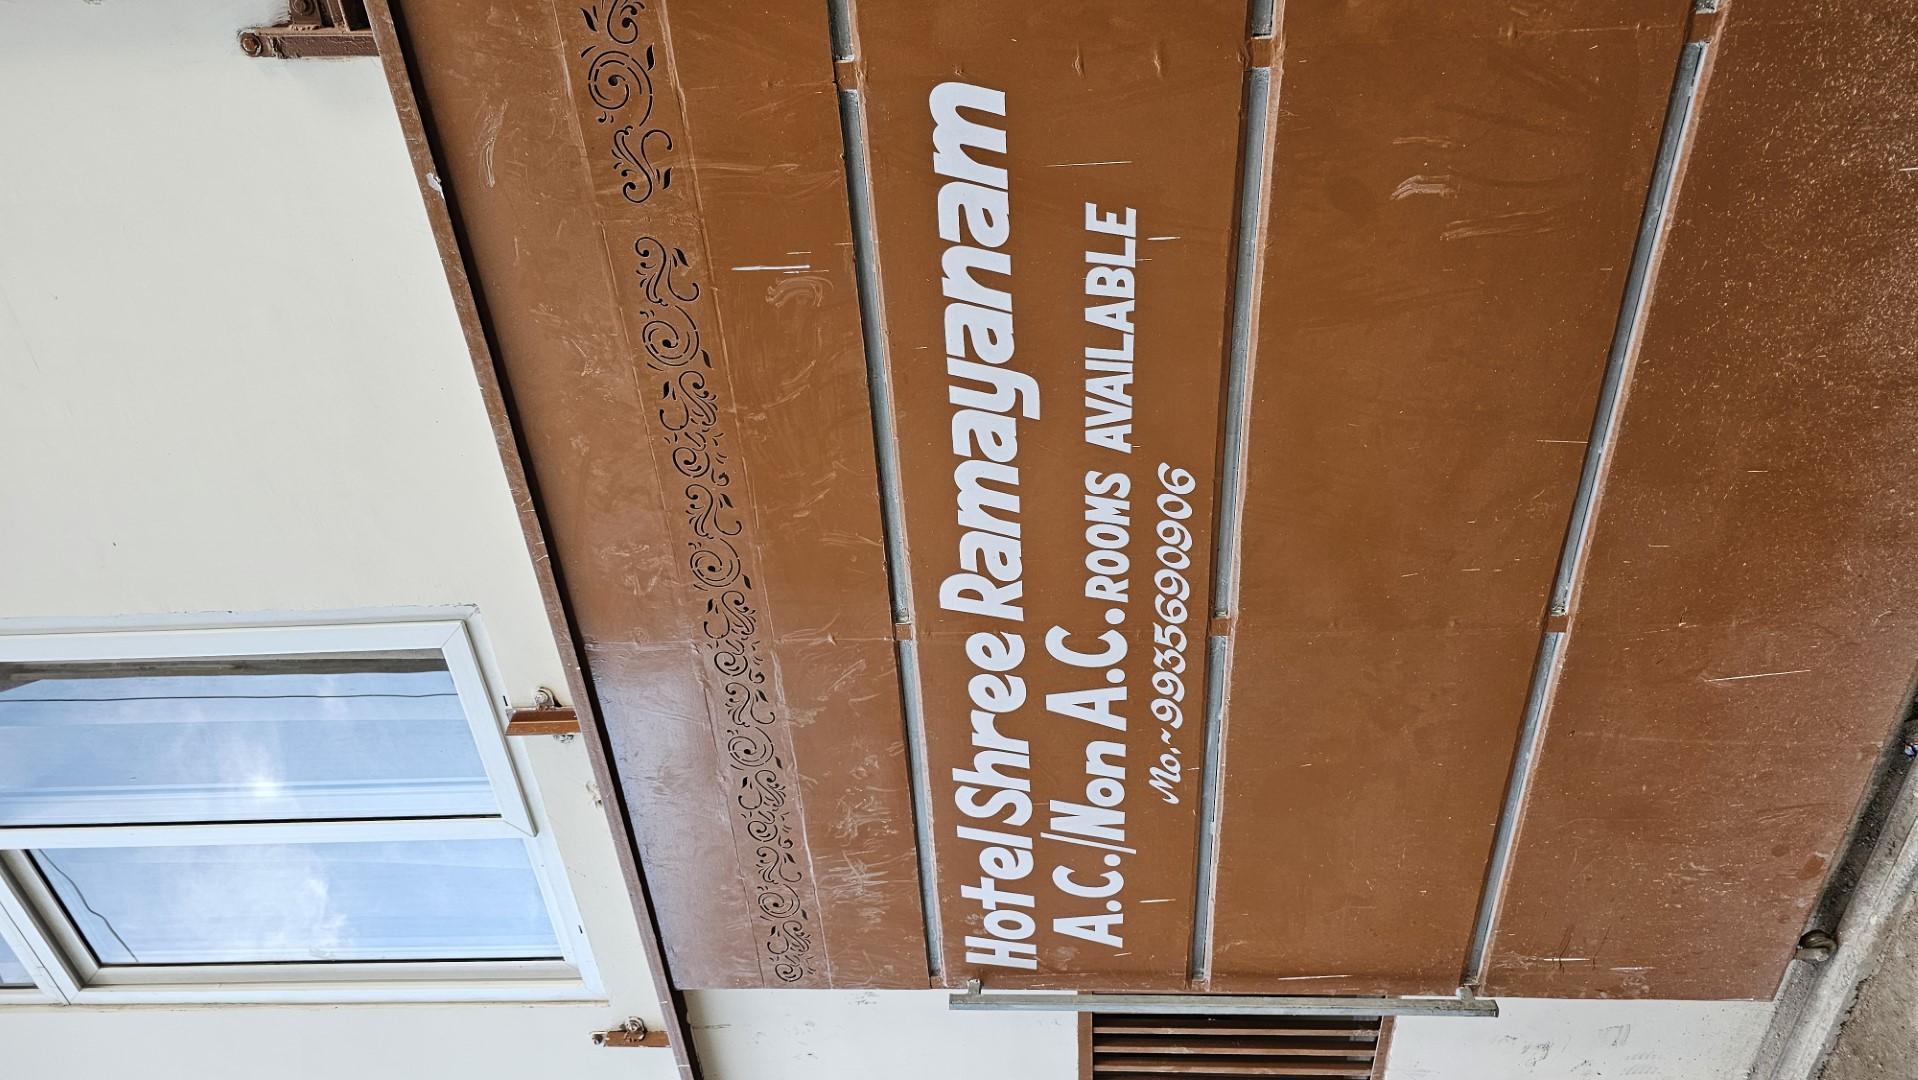 Hotel Shree Ramayanam
A.C./Non A.C. ROOMS AVAILABLE
Mo.~9935690906